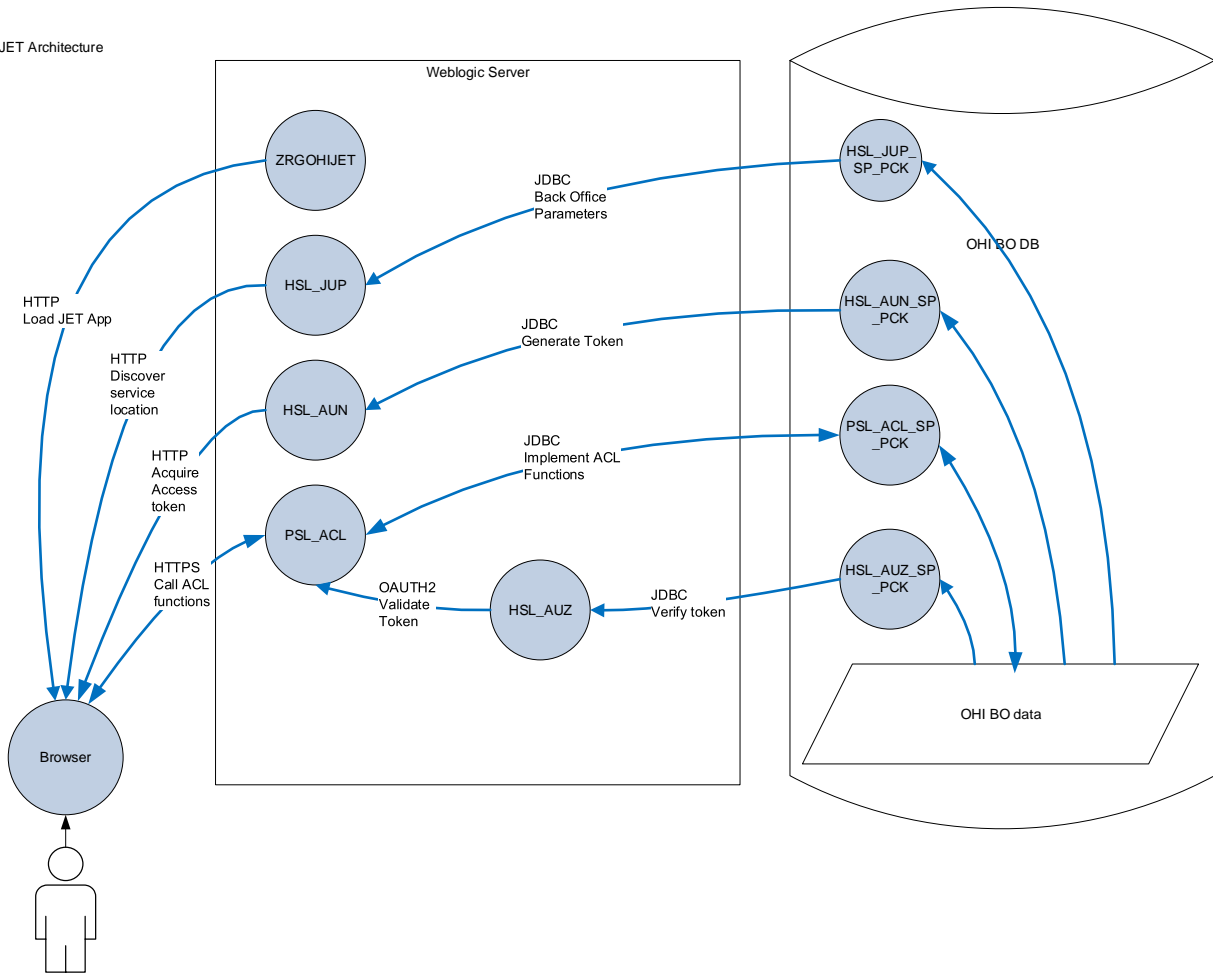 JET Architecture
Weblogic Server
ZRGOHIJET
HSL_JUP_
SP_PCK
JDBC
Back Office
Parameters
OHI BO DB
HSL_JUP
HTTP
Load JET App
HSL_AUN_SP
_PCK
JDBC
Generate Token
HTTP
Discover
service
location
HSL_AUN
PSL_ACL_SP
_PCK
JDBC
Implement ACL
Functions
HTTP
Acquire
Access
token
PSL_ACL
HTTPS
Call ACL
functions
OAUTH2
Validate
Token
HSL_AUZ
JDBC
Verify token
HSL_AUZ_SP
_PCK
OHI BO data
Browser